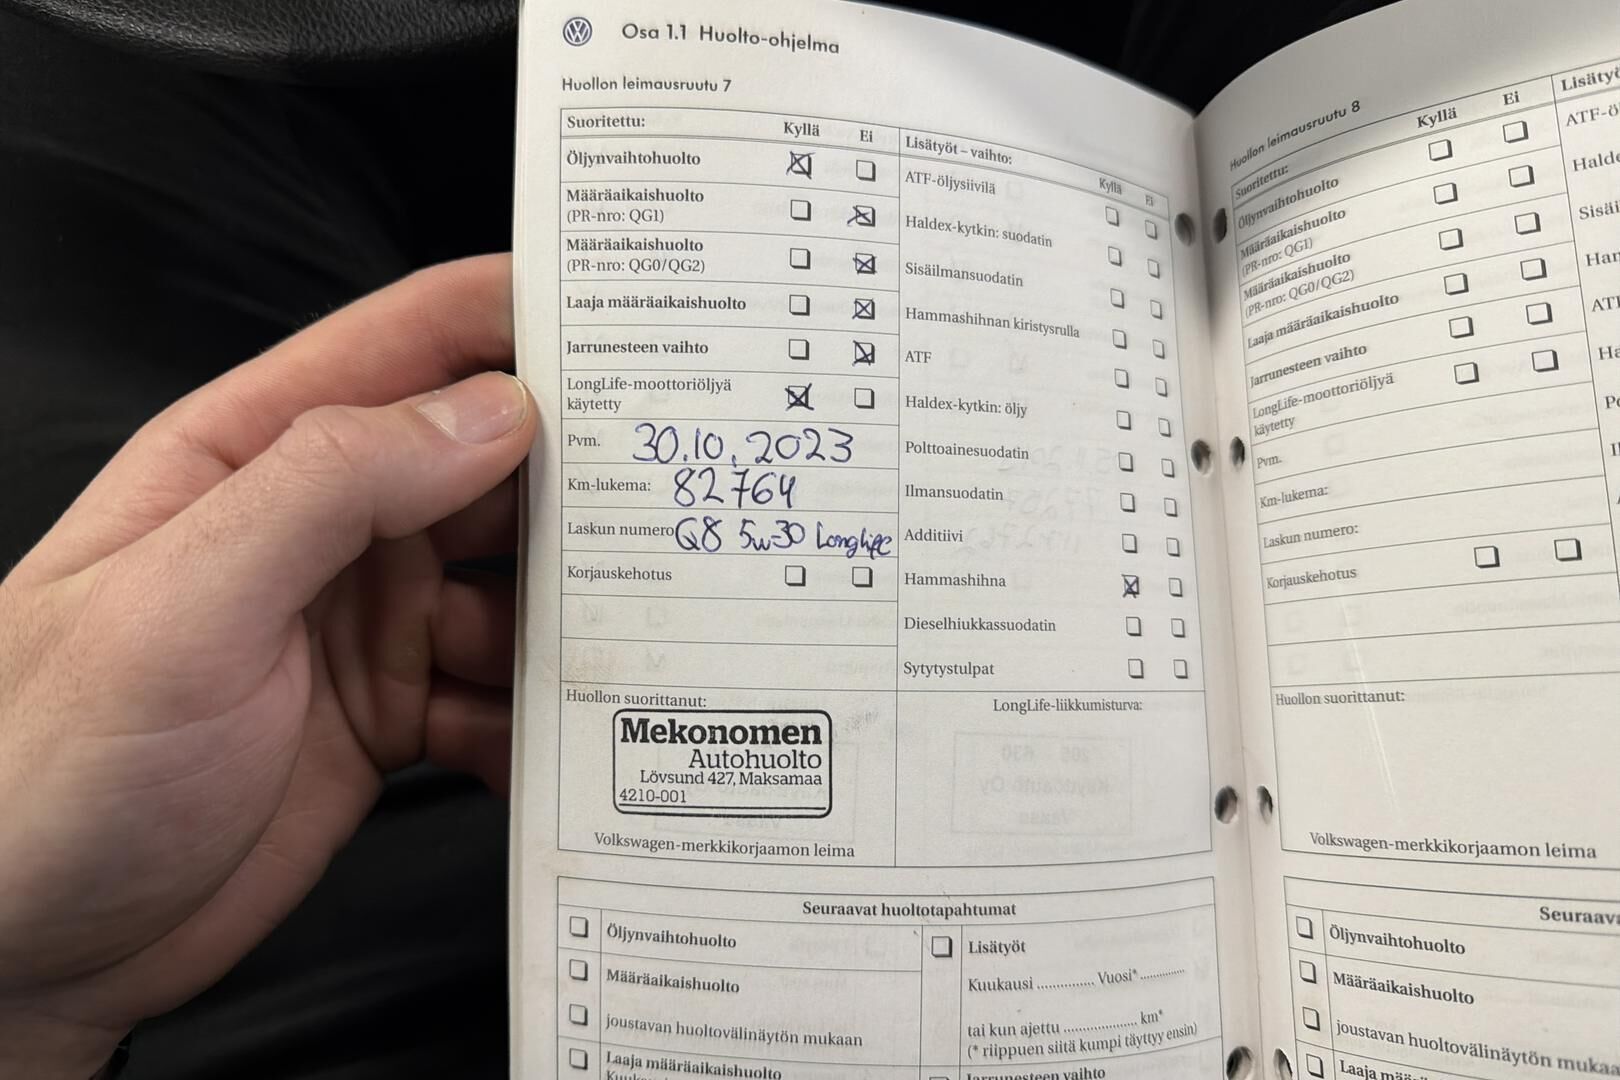 Osa 1.1 Huolto-ohjelma
Huollon leimausruutu 7
Suoritettu: Kyllä Ei
Öljynvaihtohuolto
Määräaikaishuolto
(PR-nro: QG1)
Määräaikaishuolto
(PR-nro: QG0/QG2)
Laaja määräaikaishuolto
Jarrunesteen vaihto
LongLife-moottoriöljyä
käytetty
Pvm. 30.10.2023
Km-lukema: 82764
Laskun numero Q8 5w-30 Longlife
Korjauskehotus
Lisätyöt – vaihto:
Kyllä Ei
ATF-öljysiivilä
Haldex-kytkin: suodatin
Sisäilmansuodatin
Hammashihnan kiristysrulla
ATF
Haldex-kytkin: öljy
Polttoainesuodatin
Ilmansuodatin
Additiivi
Hammashihna
Dieselhiukkassuodatin
Sytytystulpat
Huollon suorittanut:
Mekonomen
Autohuolto
Lövsund 427, Maksamaa
4210-001
Volkswagen-merkkikorjaamon leima
LongLife-liikkumisturva:
Seuraavat huoltotapahtumat
Öljynvaihtohuolto
Määräaikaishuolto
joustavan huoltovälinäytön mukaan
Laaja määräaikaishuolto
Lisätyöt
Kuukausi .............. Vuosi* ..............
tai kun ajettu .................... km*
(* riippuen siitä kumpi täyttyy ensin)
Jarrunesteen vaihto
Huollon leimausruutu 8
Suoritettu: Kyllä Ei
Öljynvaihtohuolto
Määräaikaishuolto
(PR-nro: QG1)
Määräaikaishuolto
(PR-nro: QG0/QG2)
Laaja määräaikaishuolto
Jarrunesteen vaihto
LongLife-moottoriöljyä
käytetty
Pvm.
Km-lukema:
Laskun numero:
Korjauskehotus
Huollon suorittanut:
Volkswagen-merkkikorjaamon leima
Öljynvaihtohuolto
Määräaikaishuolto
joustavan huoltovälinäytön